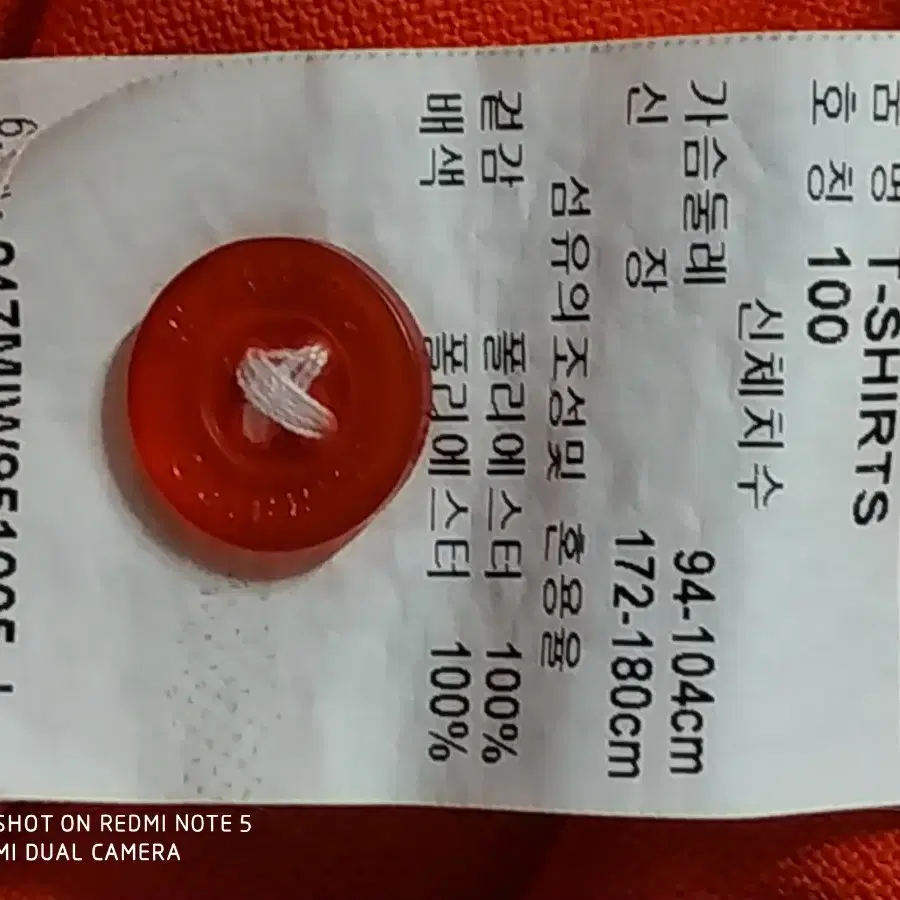 품 명 T-SHIRTS
호 칭 100
신체치수
가슴둘레 94-104cm
신 장 172-180cm
섬유의조성및 혼용율
겉감 폴리에스터 100%
배색 폴리에스터 100%
SHOT ON REDMI NOTE 5
MI DUAL CAMERA